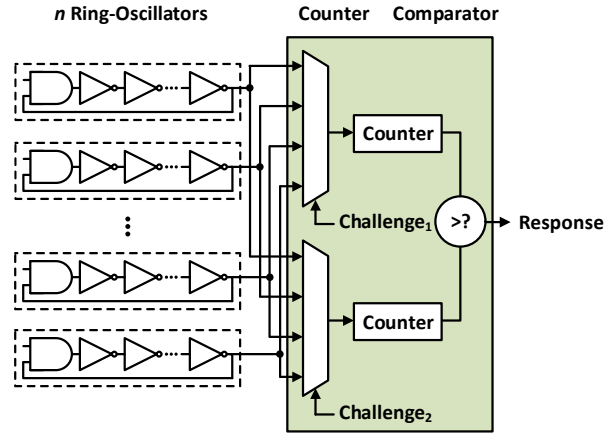 n Ring-Oscillators
Counter
Comparator
Counter
Challenge₁
>?
Response
Counter
Challenge₂